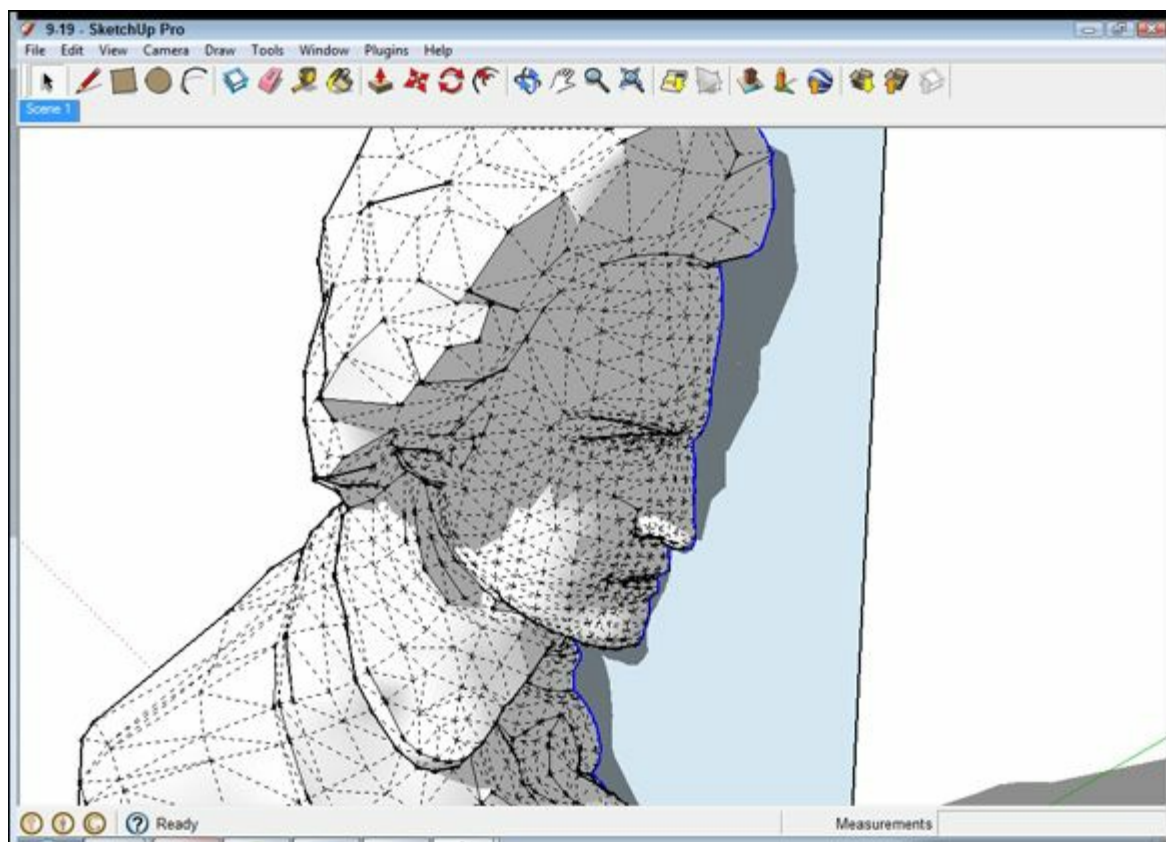 9-19 - SketchUp Pro
File Edit View Camera Draw Tools Window Plugins Help
Scene 1
Ready Measurements